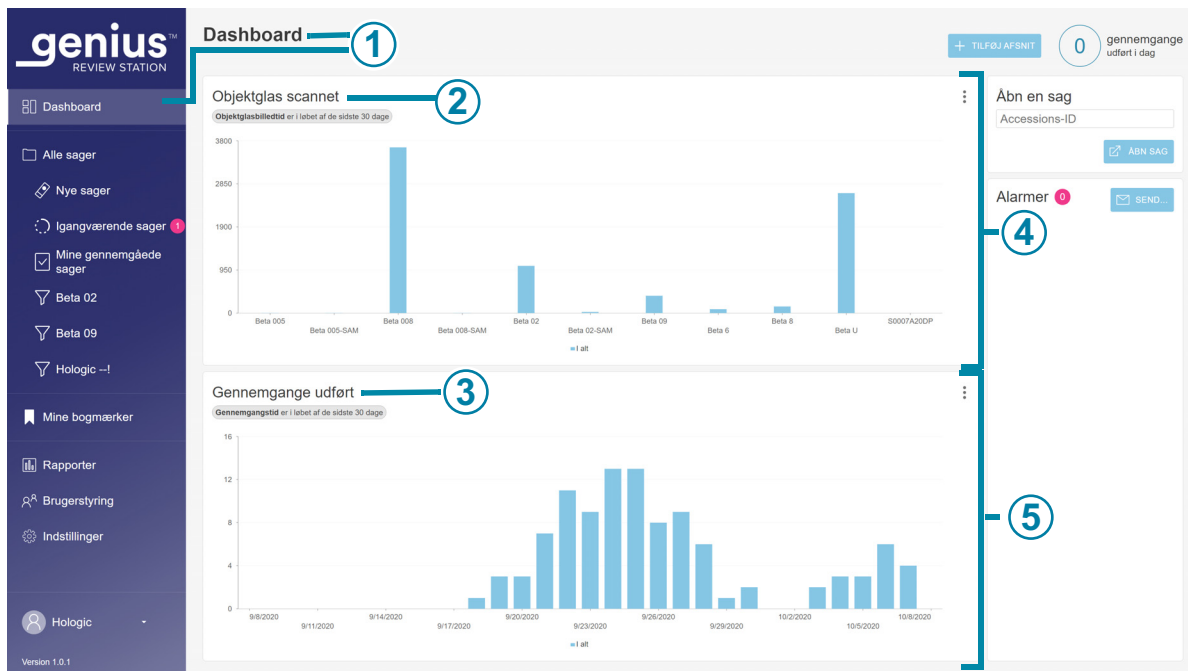 genius™
REVIEW STATION
Dashboard
Alle sager
Nye sager
Igangværende sager 1
Mine gennemgåede
sager
Beta 02
Beta 09
Hologic --!
Mine bogmærker
Rapporter
Brugerstyring
Indstillinger
Hologic
Version 1.0.1
Dashboard
1
+ TILFØJ AFSNIT
0
gennemgange
udført i dag
Objektglas scannet
2
Objektglasbilledtid er i løbet af de sidste 30 dage
3800
2850
1900
950
0
Beta 005
Beta 005-SAM
Beta 008
Beta 008-SAM
Beta 02
Beta 02-SAM
Beta 09
Beta 6
Beta 8
Beta U
S0007A20DP
I alt
4
Gennemgange udført
3
Gennemgangstid er i løbet af de sidste 30 dage
16
12
8
4
0
9/8/2020
9/11/2020
9/14/2020
9/17/2020
9/20/2020
9/23/2020
9/26/2020
9/29/2020
10/2/2020
10/5/2020
10/8/2020
I alt
5
Åbn en sag
Accessions-ID
ÅBN SAG
Alarmer 0
SEND...